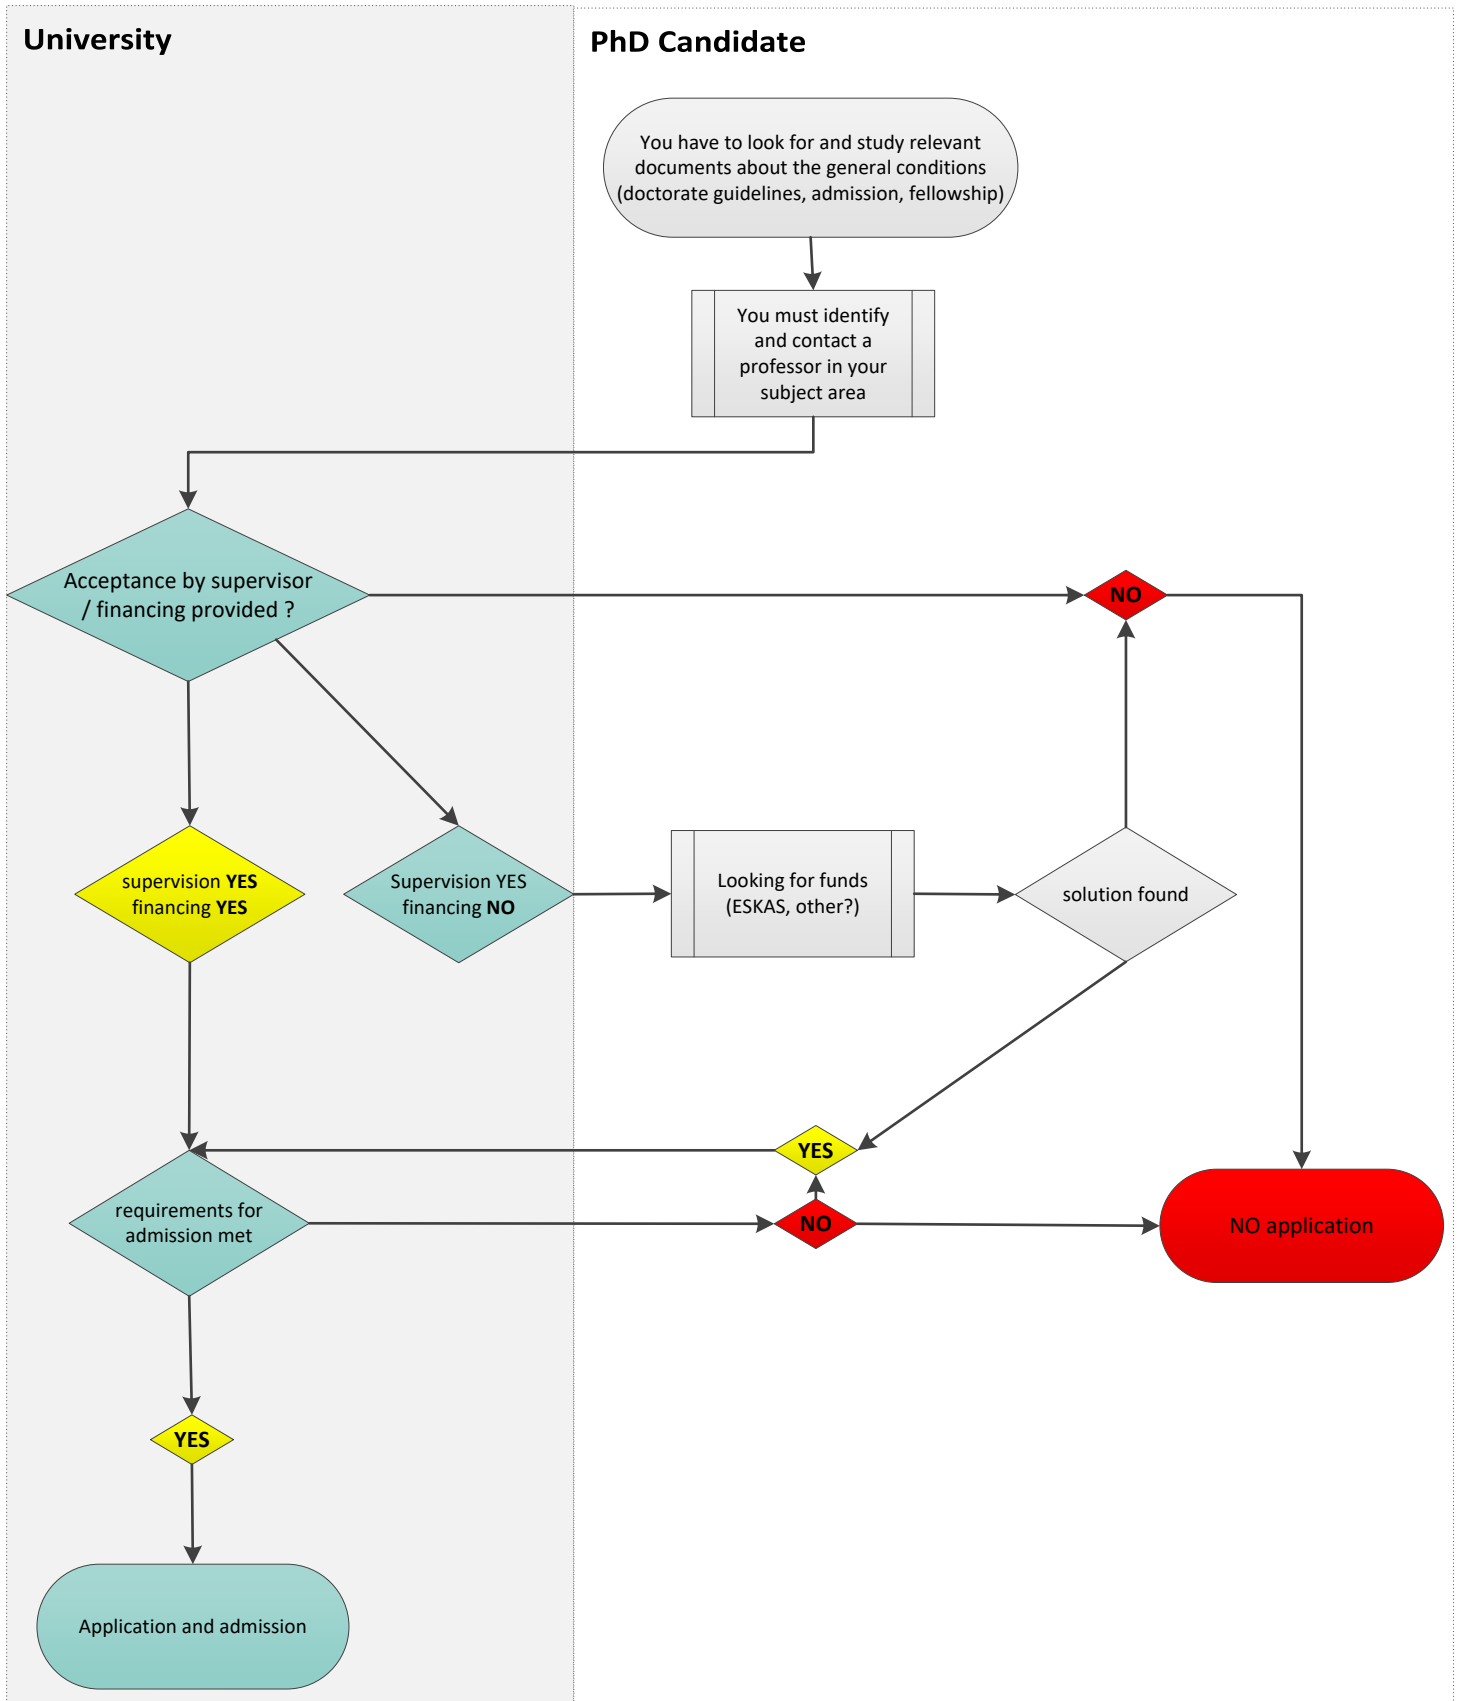 University
PhD Candidate
You have to look for and study relevant
documents about the general conditions
(doctorate guidelines, admission, fellowship)
You must identify
and contact a
professor in your
subject area
Acceptance by supervisor
/ financing provided ?
NO
supervision YES
financing YES
Supervision YES
financing NO
Looking for funds
(ESKAS, other?)
solution found
YES
requirements for
admission met
NO
NO application
YES
Application and admission